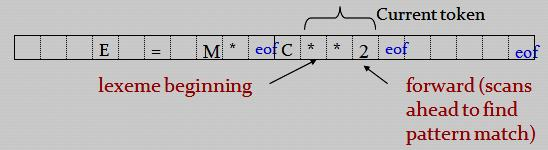 Current token
E = M * eof C * * 2 eof eof
lexeme beginning
forward (scans
ahead to find
pattern match)